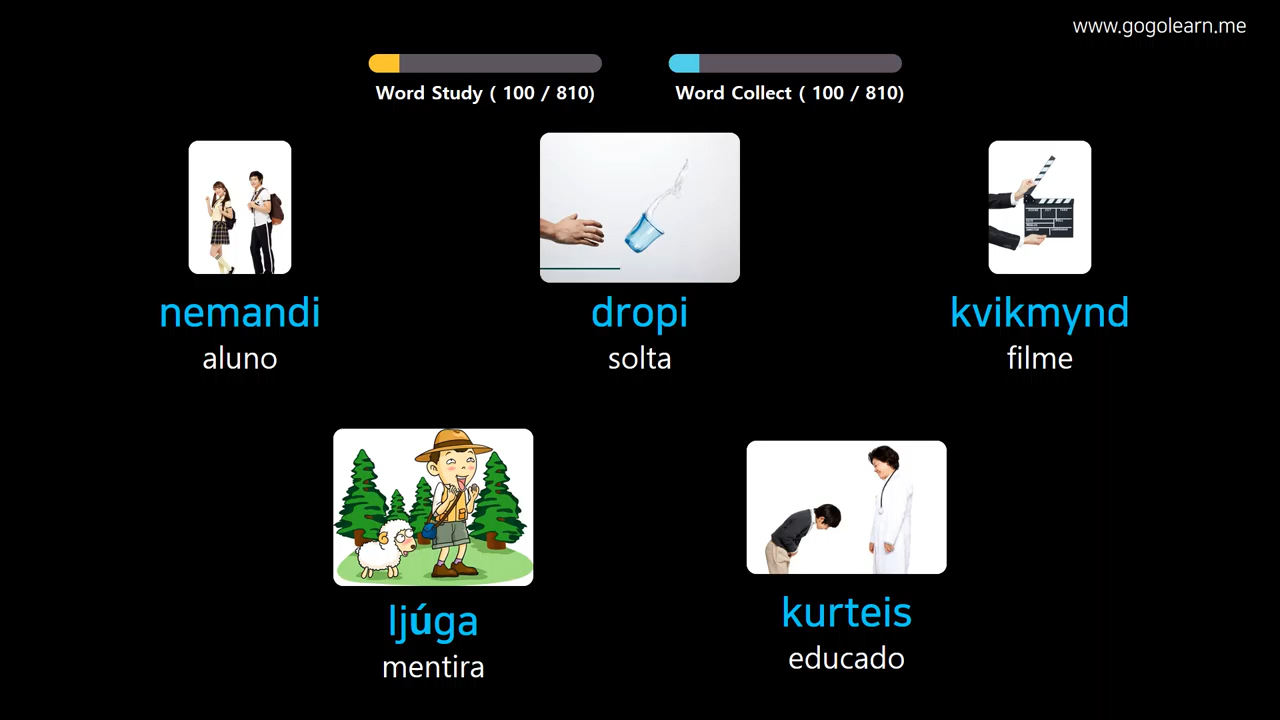 www.gogolearn.me
Word Study ( 100 / 810)
Word Collect ( 100 / 810)
nemandi
aluno
dropi
solta
kvikmynd
filme
ljúga
mentira
kurteis
educado